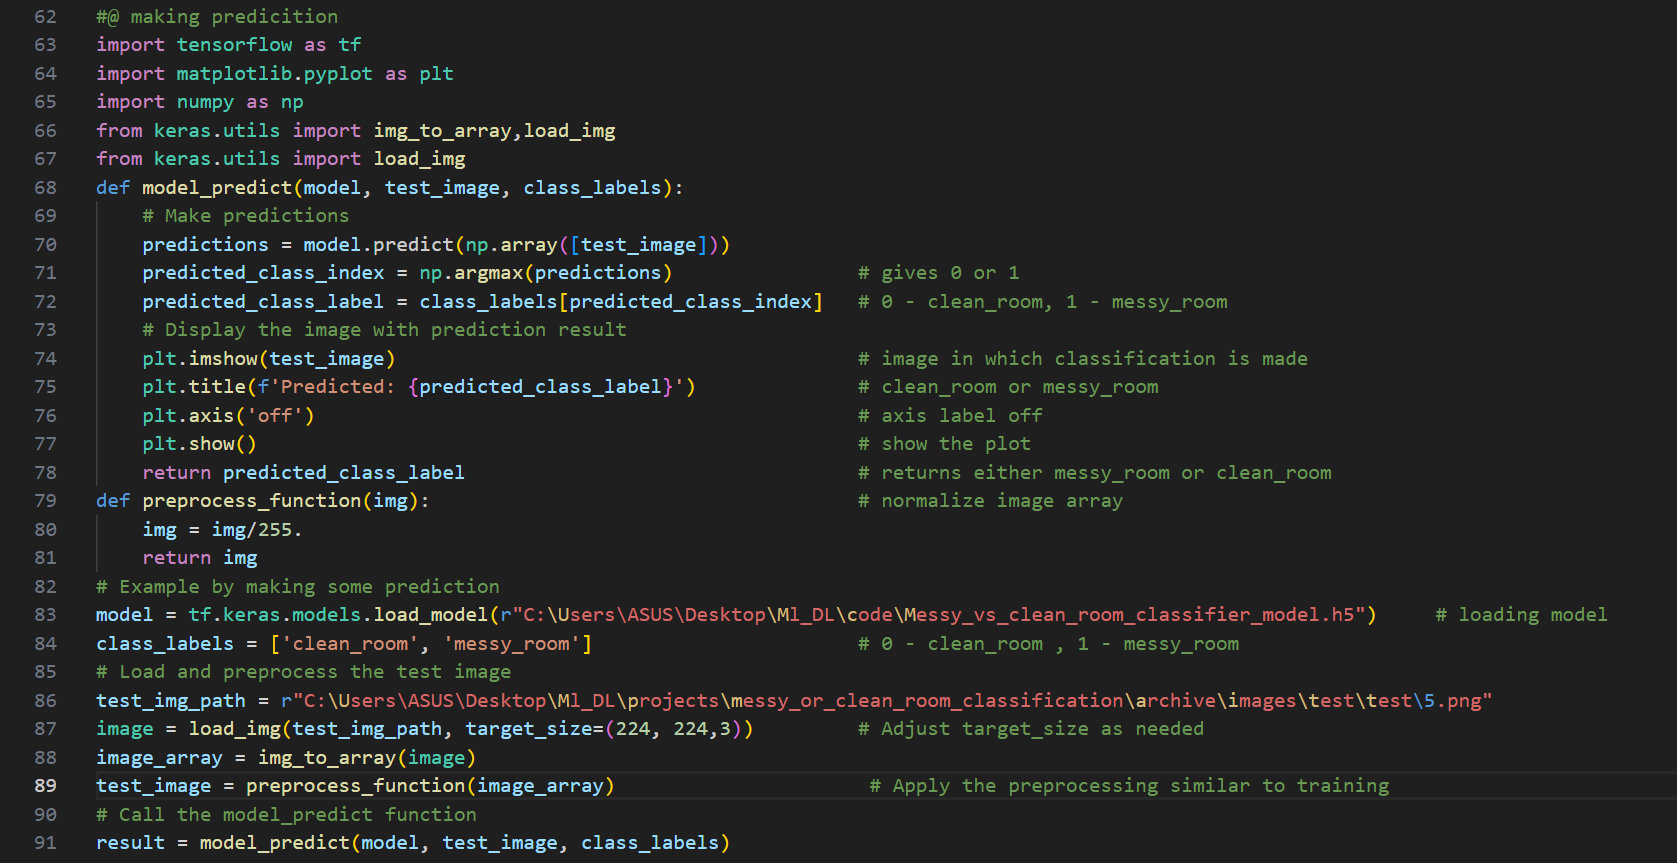 62 #@ making predicition
63 import tensorflow as tf
64 import matplotlib.pyplot as plt
65 import numpy as np
66 from keras.utils import img_to_array,load_img
67 from keras.utils import load_img
68 def model_predict(model, test_image, class_labels):
69     # Make predictions
70     predictions = model.predict(np.array([test_image]))
71     predicted_class_index = np.argmax(predictions)                # gives 0 or 1
72     predicted_class_label = class_labels[predicted_class_index]   # 0 - clean_room, 1 - messy_room
73     # Display the image with prediction result
74     plt.imshow(test_image)                                        # image in which classification is made
75     plt.title(f'Predicted: {predicted_class_label}')              # clean_room or messy_room
76     plt.axis('off')                                               # axis label off
77     plt.show()                                                    # show the plot
78     return predicted_class_label                                  # returns either messy_room or clean_room
79 def preprocess_function(img):                                     # normalize image array
80     img = img/255.
81     return img
82 # Example by making some prediction
83 model = tf.keras.models.load_model(r"C:\Users\ASUS\Desktop\Ml_DL\code\Messy_vs_clean_room_classifier_model.h5")     # loading model
84 class_labels = ['clean_room', 'messy_room']                       # 0 - clean_room , 1 - messy_room
85 # Load and preprocess the test image
86 test_img_path = r"C:\Users\ASUS\Desktop\Ml_DL\projects\messy_or_clean_room_classification\archive\images\test\test\5.png"
87 image = load_img(test_img_path, target_size=(224, 224,3))         # Adjust target_size as needed
88 image_array = img_to_array(image)
89 test_image = preprocess_function(image_array)                      # Apply the preprocessing similar to training
90 # Call the model_predict function
91 result = model_predict(model, test_image, class_labels)